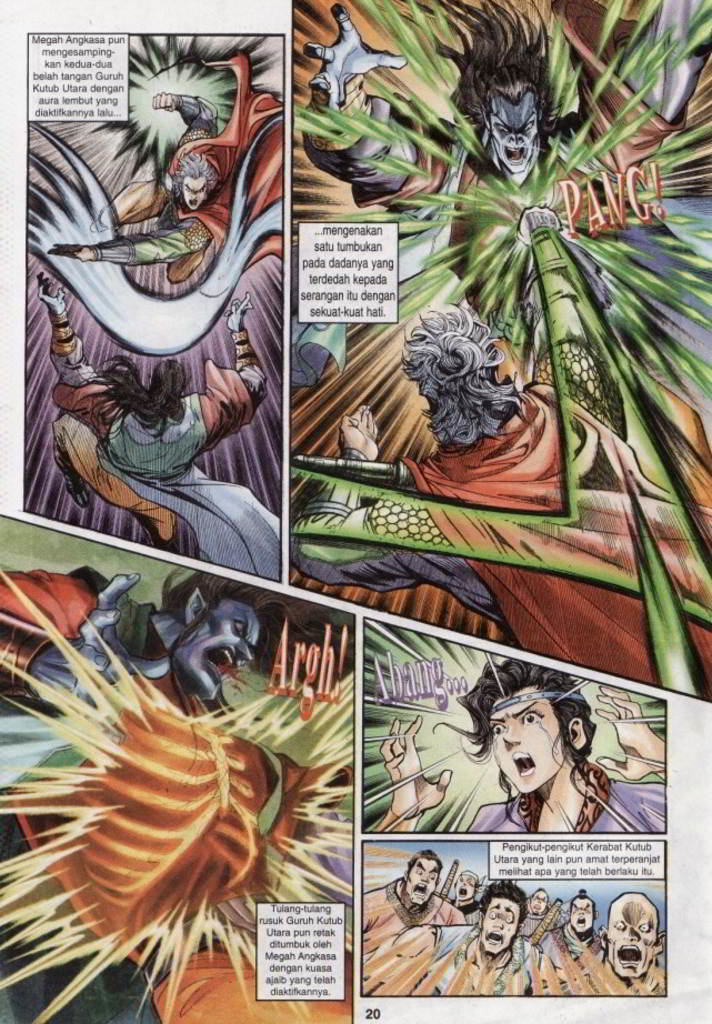 Megah Angkasa pun
mengesamping-
kan kedua-dua
belah tangan Guruh
Kutub Utara dengan
aura lembut yang
diaktifkannya lalu...
PANG!
...mengenakan
satu tumbukan
pada dadanya yang
terdedah kepada
serangan itu dengan
sekuat-kuat hati.
Argh!
Tulang-tulang
rusuk Guruh Kutub
Utara pun retak
ditumbuk oleh
Megah Angkasa
dengan kuasa
ajaib yang telah
diaktifkannya.
Abang...
Pengikut-pengikut Kerabat Kutub
Utara yang lain pun amat terperanjat
melihat apa yang telah berlaku itu.
20